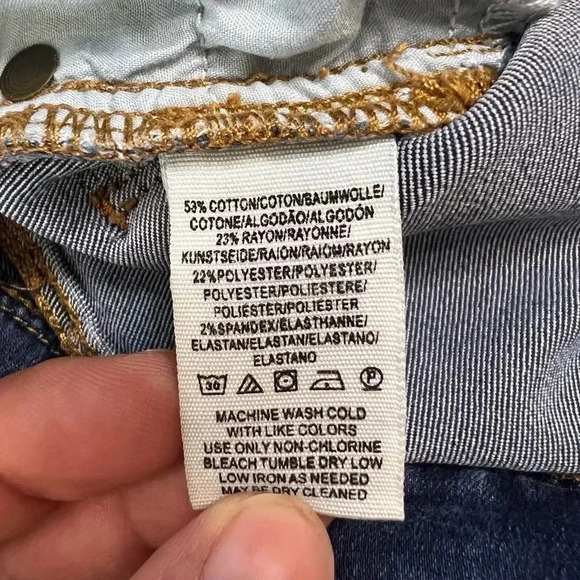 53% COTTON/COTON/BAUMWOLLE/
COTONE/ALGODÃO/ALGODÓN
23% RAYON/RAYONNE/
KUNSTSEIDE/RAIÓN/RAIOM/RAYON
22%POLYESTER/POLYESTER/
POLYESTER/POLIESTERE/
POLIESTER/POLIÉSTER
2%SPANDEX/ELASTHANNE/
ELASTAN/ELASTAN/ELASTANO/
ELASTANO
30 P
MACHINE WASH COLD
WITH LIKE COLORS
USE ONLY NON-CHLORINE
BLEACH TUMBLE DRY LOW
LOW IRON AS NEEDED
MAY BE DRY CLEANED